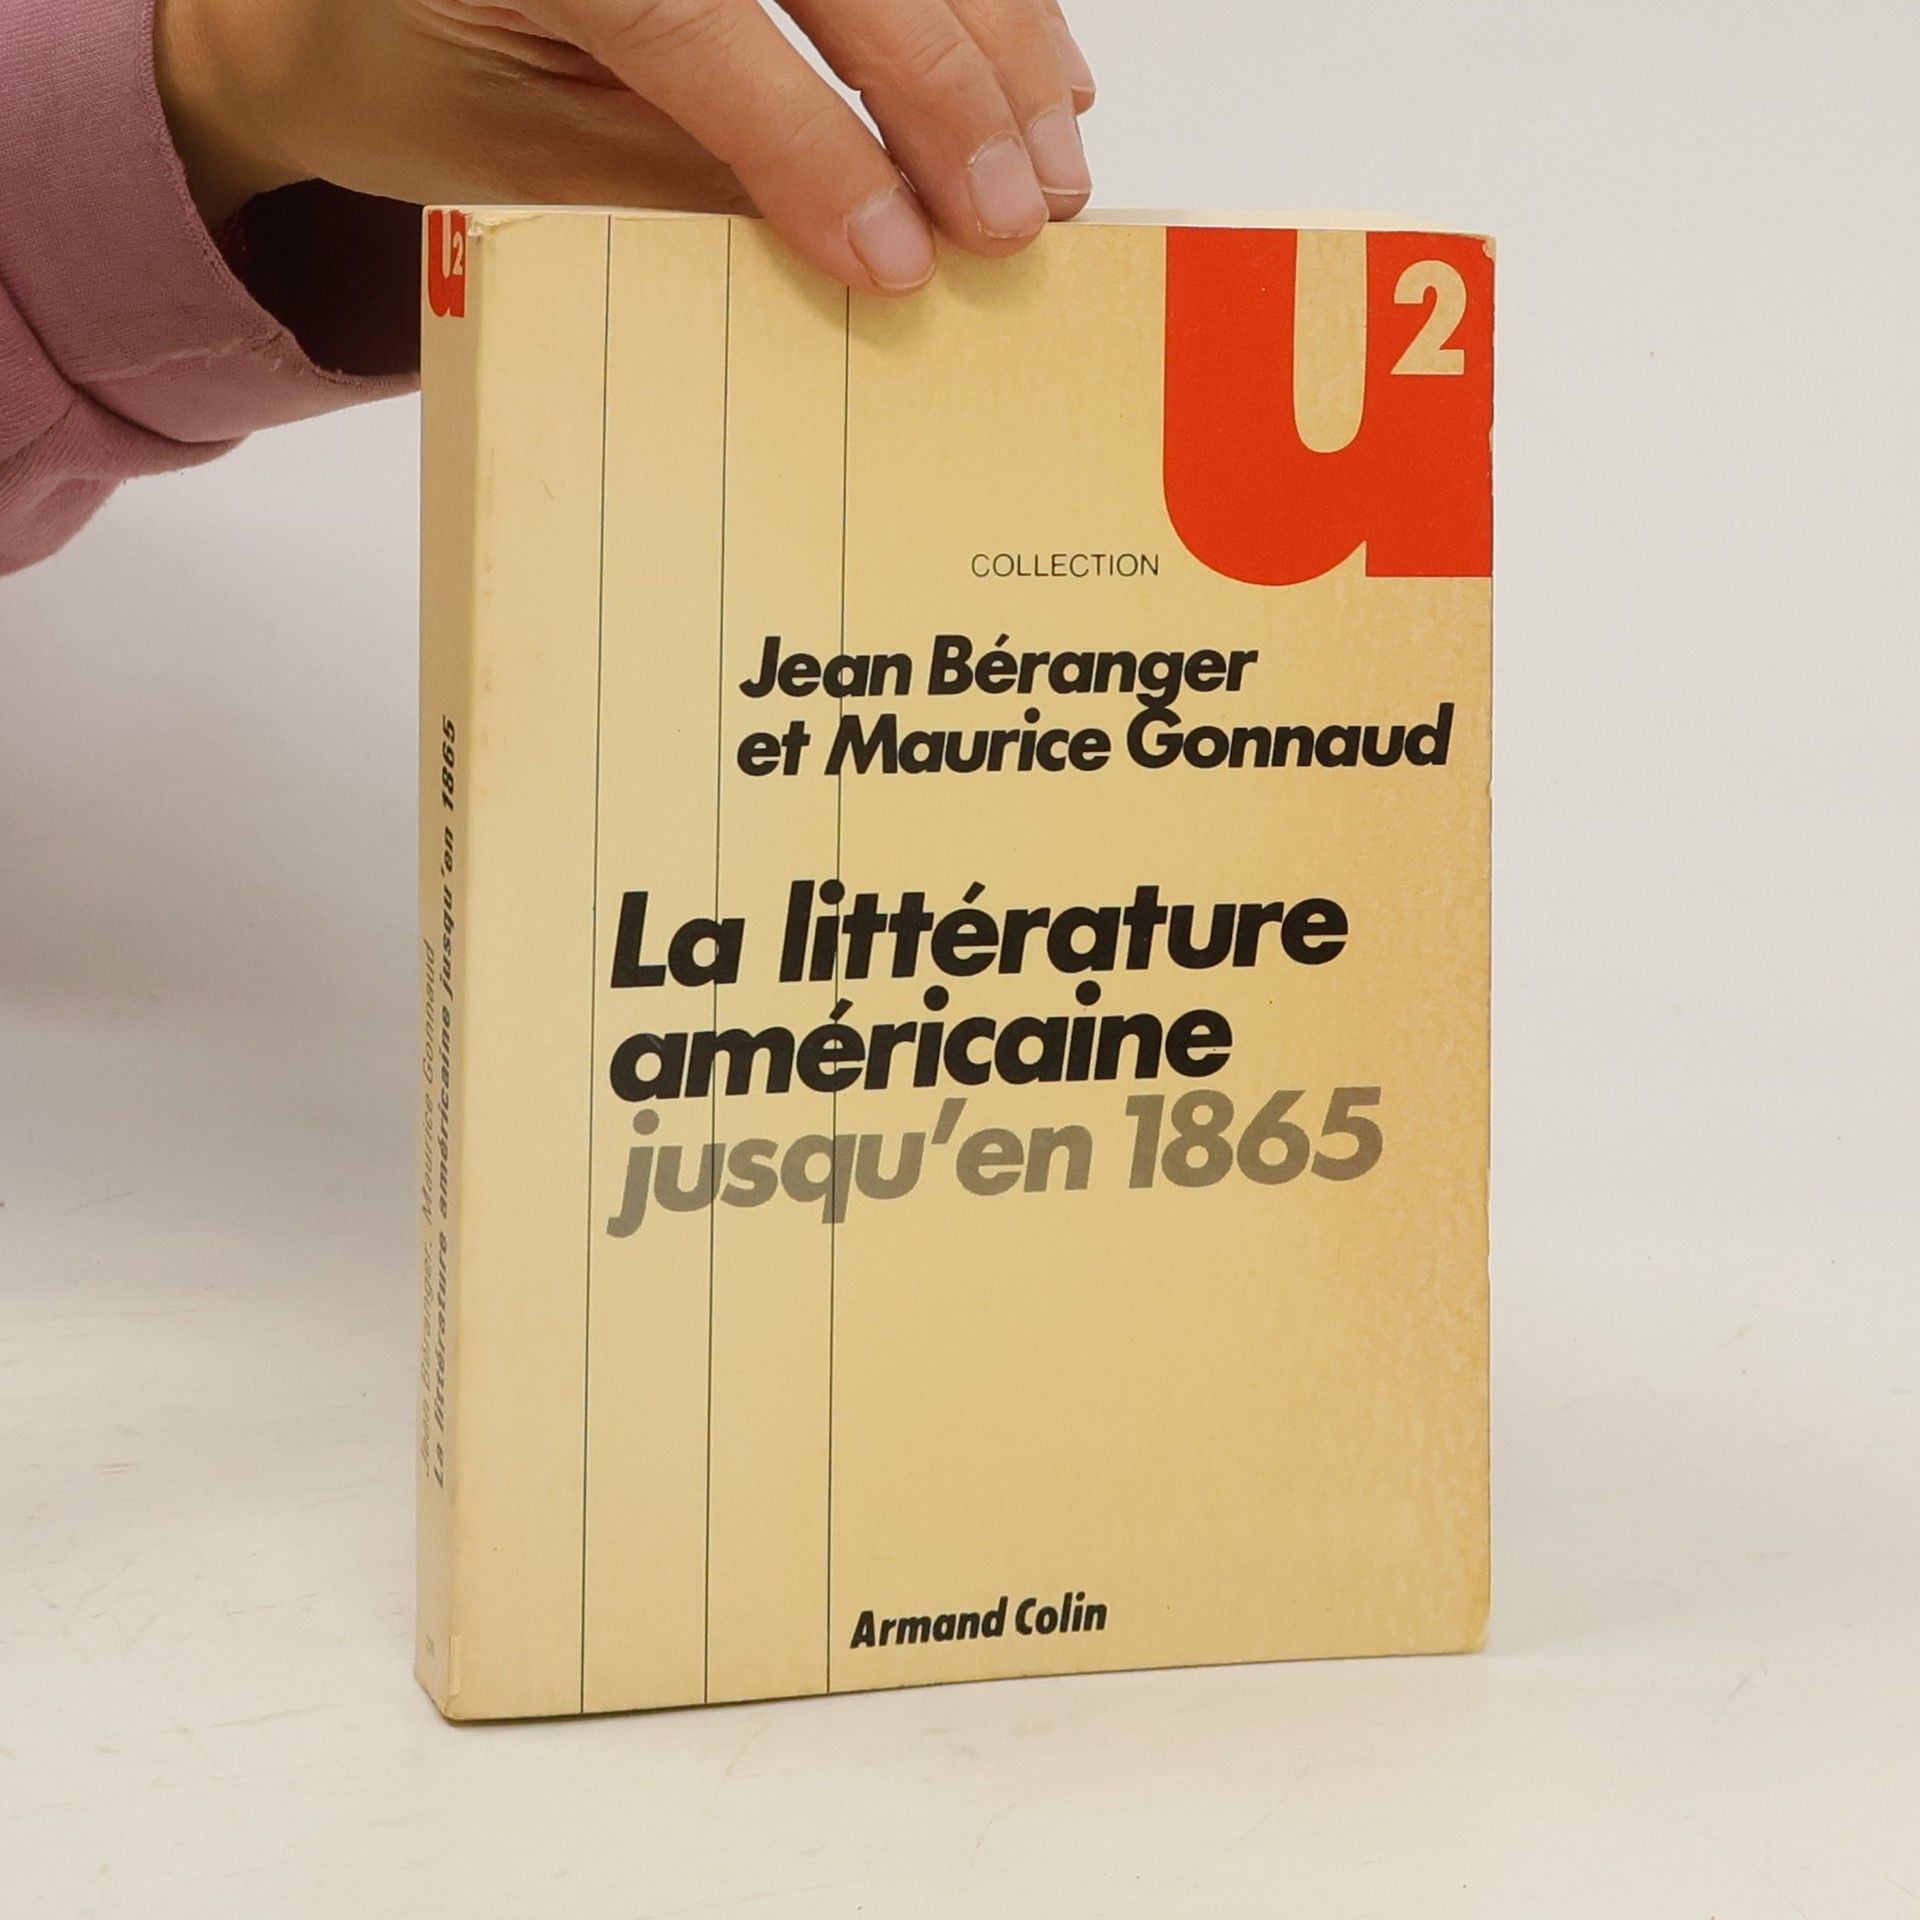 u2
COLLECTION
Jean Béranger
et Maurice Gonnaud
La littérature
américaine
jusqu'en 1865
Armand Colin
u2
Jean Béranger. Maurice Gonnaud
La littérature américaine jusqu'en 1865